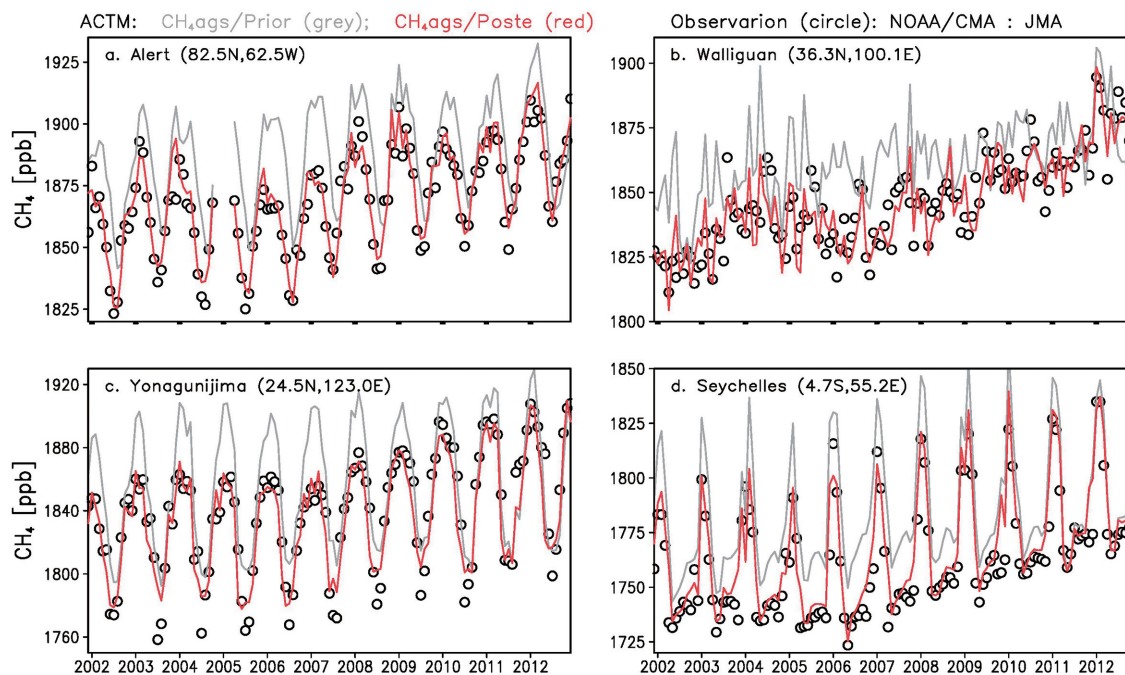 ACTM: CH₄ags/Prior (grey); CH₄ags/Poste (red) Observarion (circle): NOAA/CMA : JMA
a. Alert (82.5N,62.5W)
CH₄ [ppb]
1925
1900
1875
1850
1825
b. Walliguan (36.3N,100.1E)
1900
1875
1850
1825
1800
c. Yonagunijima (24.5N,123.0E)
CH₄ [ppb]
1920
1880
1840
1800
1760
2002 2003 2004 2005 2006 2007 2008 2009 2010 2011 2012
d. Seychelles (4.7S,55.2E)
1850
1825
1800
1775
1750
1725
2002 2003 2004 2005 2006 2007 2008 2009 2010 2011 2012